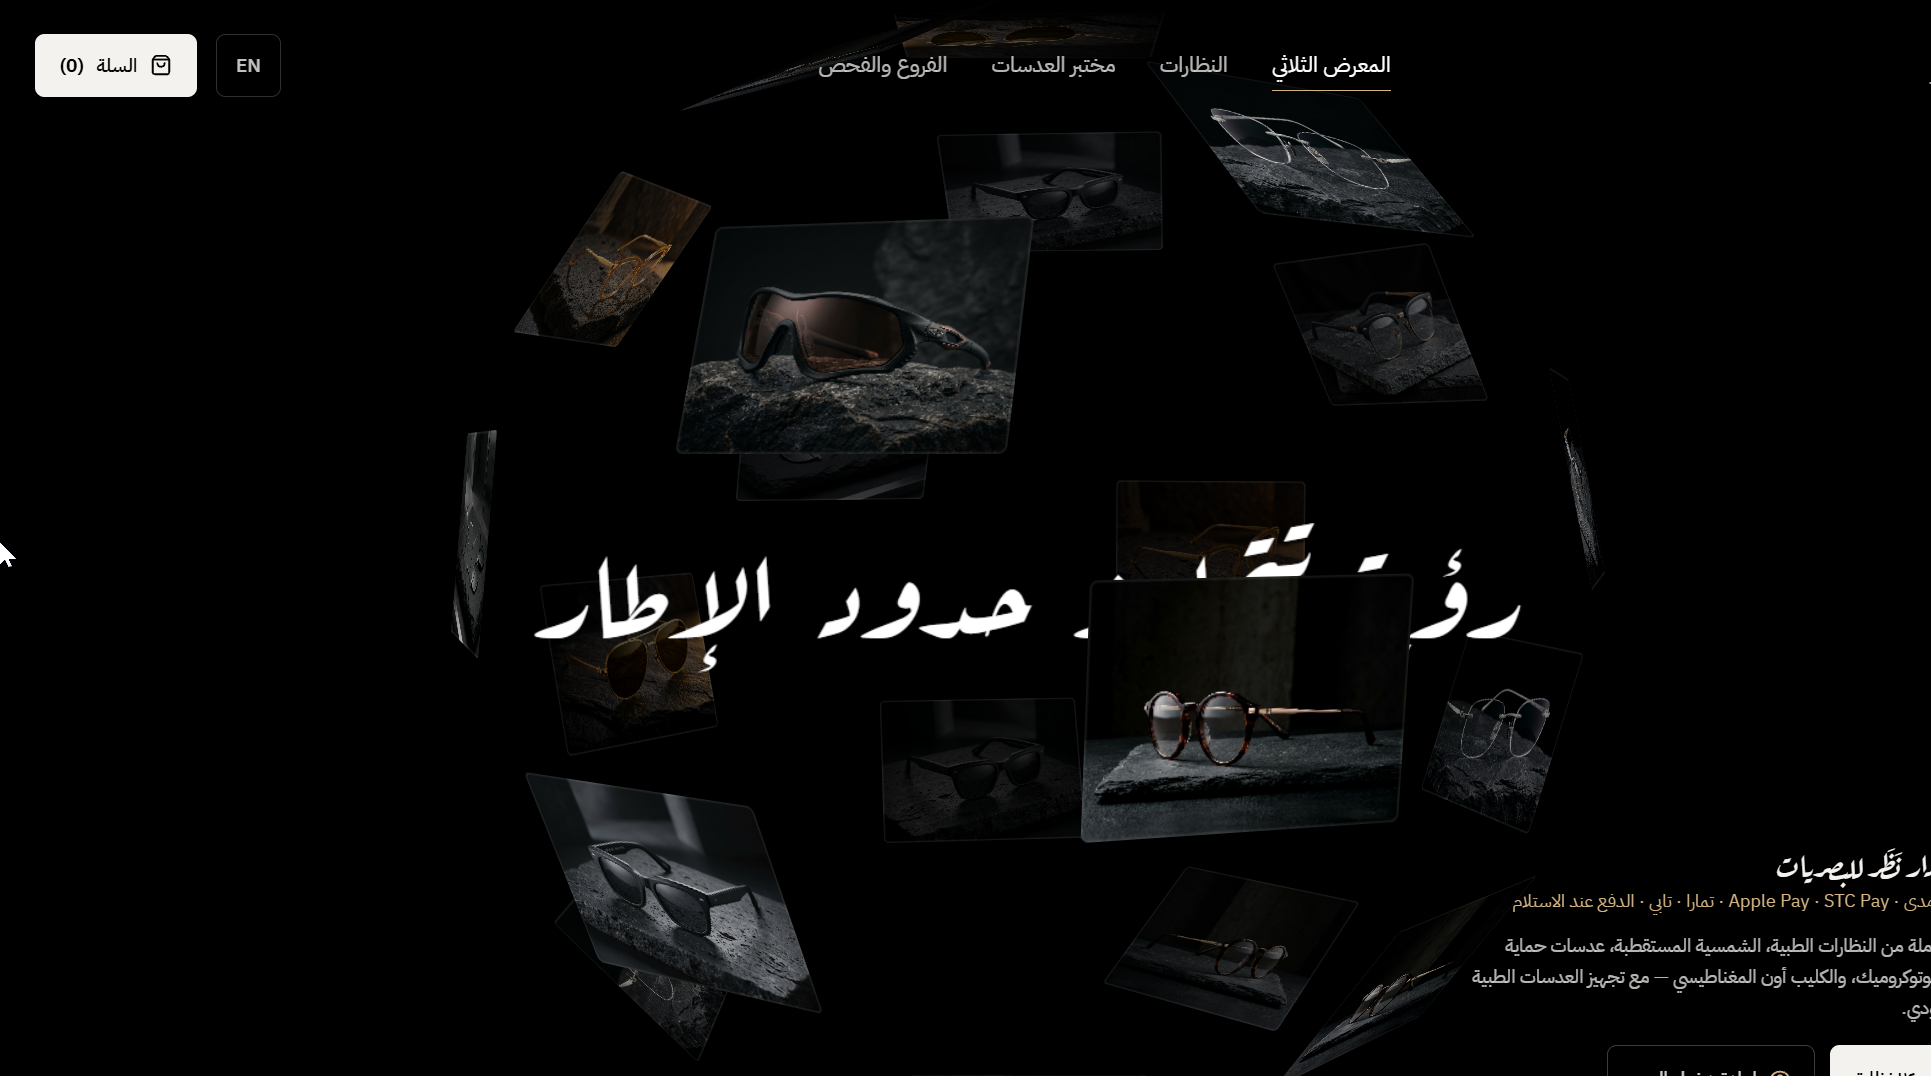 المعرض الثلاثي
النظارات
مختبر العدسات
الفروع والفحص
EN
السلة (0)
حدود الإطار
نَظَر للبصريات
· Apple Pay · STC Pay · تمارا · تابي · الدفع عند الاستلام
من النظارات الطبية، الشمسية المستقطبة، عدسات حماية
والكليب أون المغناطيسي — مع تجهيز العدسات الطبية